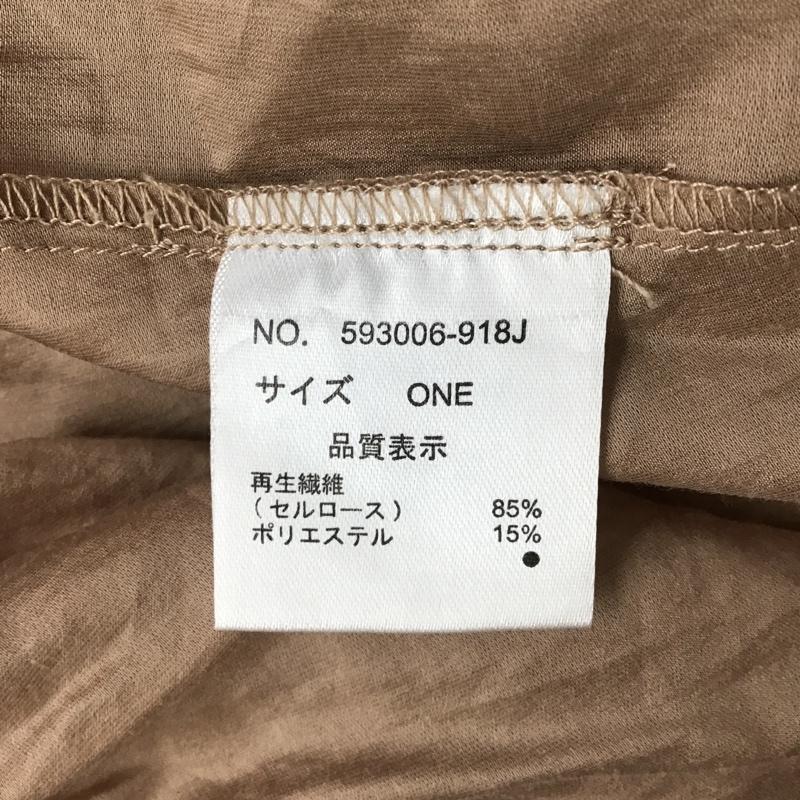 NO. 593006-918J
サイズ ONE
品質表示
再生繊維
(セルロース) 85%
ポリエステル 15%